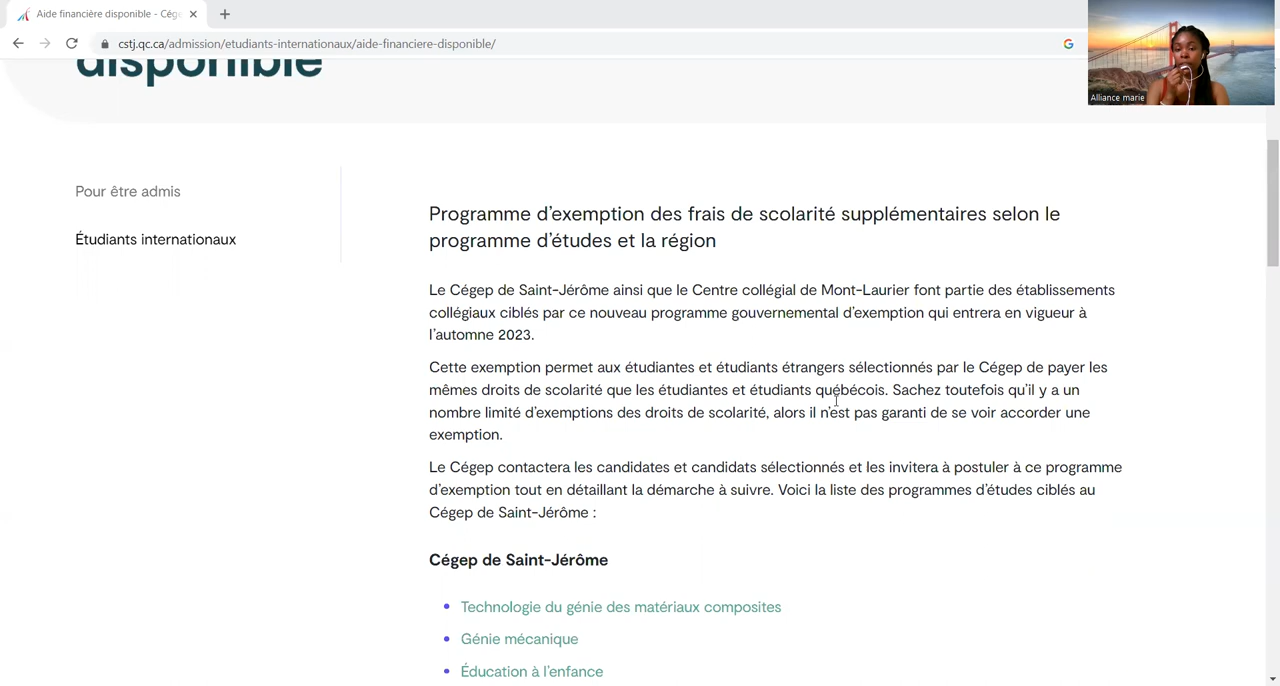 Aide financière disponible - Cég
cstj.qc.ca/admission/etudiants-internationaux/aide-financiere-disponible/
Alliance marie
disponible
Pour être admis
Étudiants internationaux
Programme d'exemption des frais de scolarité supplémentaires selon le
programme d'études et la région
Le Cégep de Saint-Jérôme ainsi que le Centre collégial de Mont-Laurier font partie des établissements
collégiaux ciblés par ce nouveau programme gouvernemental d'exemption qui entrera en vigueur à
l'automne 2023.
Cette exemption permet aux étudiantes et étudiants étrangers sélectionnés par le Cégep de payer les
mêmes droits de scolarité que les étudiantes et étudiants québécois. Sachez toutefois qu'il y a un
nombre limité d'exemptions des droits de scolarité, alors il n'est pas garanti de se voir accorder une
exemption.
Le Cégep contactera les candidates et candidats sélectionnés et les invitera à postuler à ce programme
d'exemption tout en détaillant la démarche à suivre. Voici la liste des programmes d'études ciblés au
Cégep de Saint-Jérôme :
Cégep de Saint-Jérôme
Technologie du génie des matériaux composites
Génie mécanique
Éducation à l'enfance